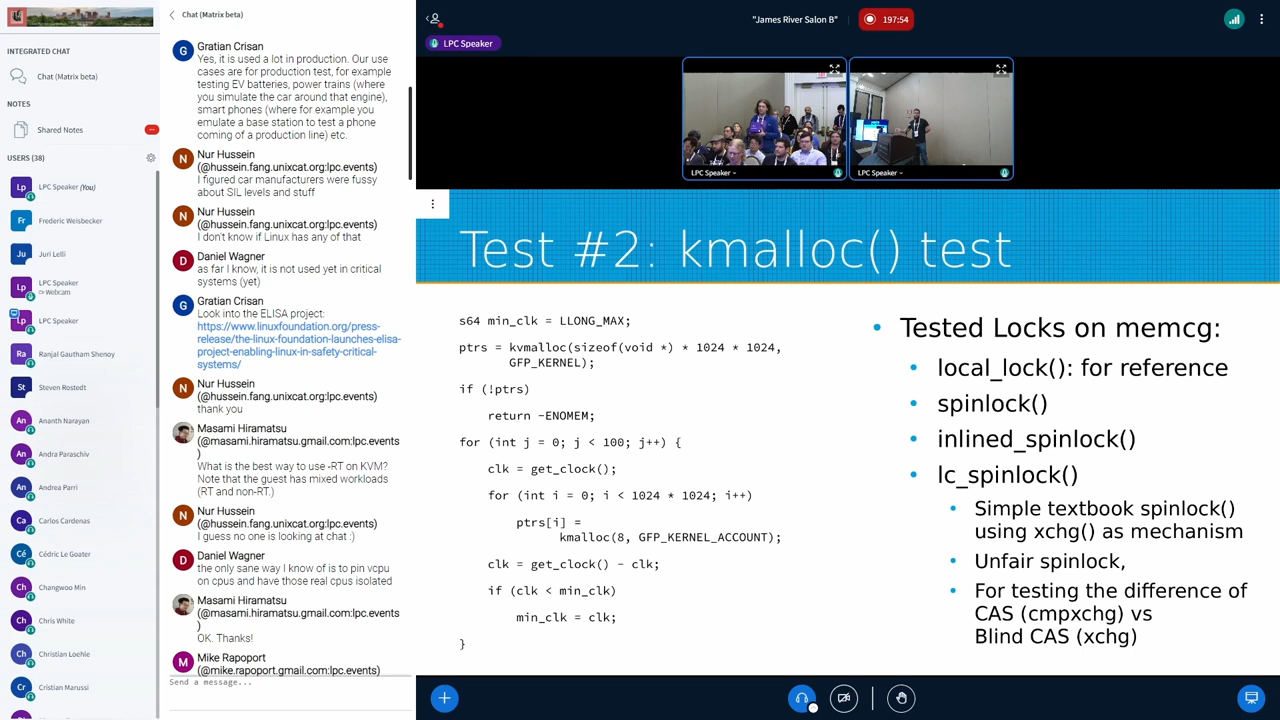 INTEGRATED CHAT
Chat (Matrix beta)
NOTES
Shared Notes
USERS (38)
Lp LPC Speaker (You)
Fr Frederic Weisbecker
Ju Juri Lelli
Lp LPC Speaker
Webcam
Lp LPC Speaker
Ra Ranjal Gautham Shenoy
St Steven Rostedt
An Ananth Narayan
An Andra Paraschiv
An Andrea Parri
Ca Carlos Cardenas
Cé Cédric Le Goater
Ch Changwoo Min
Ch Chris White
Ch Christian Loehle
Cr Cristian Marussi
Chat (Matrix beta)
G Gratian Crisan
Yes, it is used a lot in production. Our use
cases are for production test, for example
testing EV batteries, power trains (where
you simulate the car around that engine),
smart phones (where for example you
emulate a base station to test a phone
coming of a production line) etc.
N Nur Hussein
(@hussein.fang.unixcat.org:lpc.events)
I figured car manufacturers were fussy
about SIL levels and stuff
N Nur Hussein
(@hussein.fang.unixcat.org:lpc.events)
I don't know if Linux has any of that
D Daniel Wagner
as far I know, it is not used yet in critical
systems (yet)
G Gratian Crisan
Look into the ELISA project:
https://www.linuxfoundation.org/press-
release/the-linux-foundation-launches-elisa-
project-enabling-linux-in-safety-critical-
systems/
N Nur Hussein
(@hussein.fang.unixcat.org:lpc.events)
thank you
Masami Hiramatsu
(@masami.hiramatsu.gmail.com:lpc.events
)
What is the best way to use -RT on KVM?
Note that the guest has mixed workloads
(RT and non-RT.)
N Nur Hussein
(@hussein.fang.unixcat.org:lpc.events)
I guess no one is looking at chat :)
D Daniel Wagner
the only sane way I know of is to pin vcpu
on cpus and have those real cpus isolated
Masami Hiramatsu
(@masami.hiramatsu.gmail.com:lpc.events
)
OK. Thanks!
M Mike Rapoport
(@mike.rapoport.gmail.com:lpc.events)
Send a message...
"James River Salon B"
197:54
LPC Speaker
LPC Speaker
LPC Speaker
Test #2: kmalloc() test
s64 min_clk = LLONG_MAX;
ptrs = kvmalloc(sizeof(void *) * 1024 * 1024,
GFP_KERNEL);
if (!ptrs)
return -ENOMEM;
for (int j = 0; j < 100; j++) {
clk = get_clock();
for (int i = 0; i < 1024 * 1024; i++)
ptrs[i] =
kmalloc(8, GFP_KERNEL_ACCOUNT);
clk = get_clock() - clk;
if (clk < min_clk)
min_clk = clk;
}
• Tested Locks on memcg:
• local_lock(): for reference
• spinlock()
• inlined_spinlock()
• lc_spinlock()
• Simple textbook spinlock()
using xchg() as mechanism
• Unfair spinlock,
• For testing the difference of
CAS (cmpxchg) vs
Blind CAS (xchg)